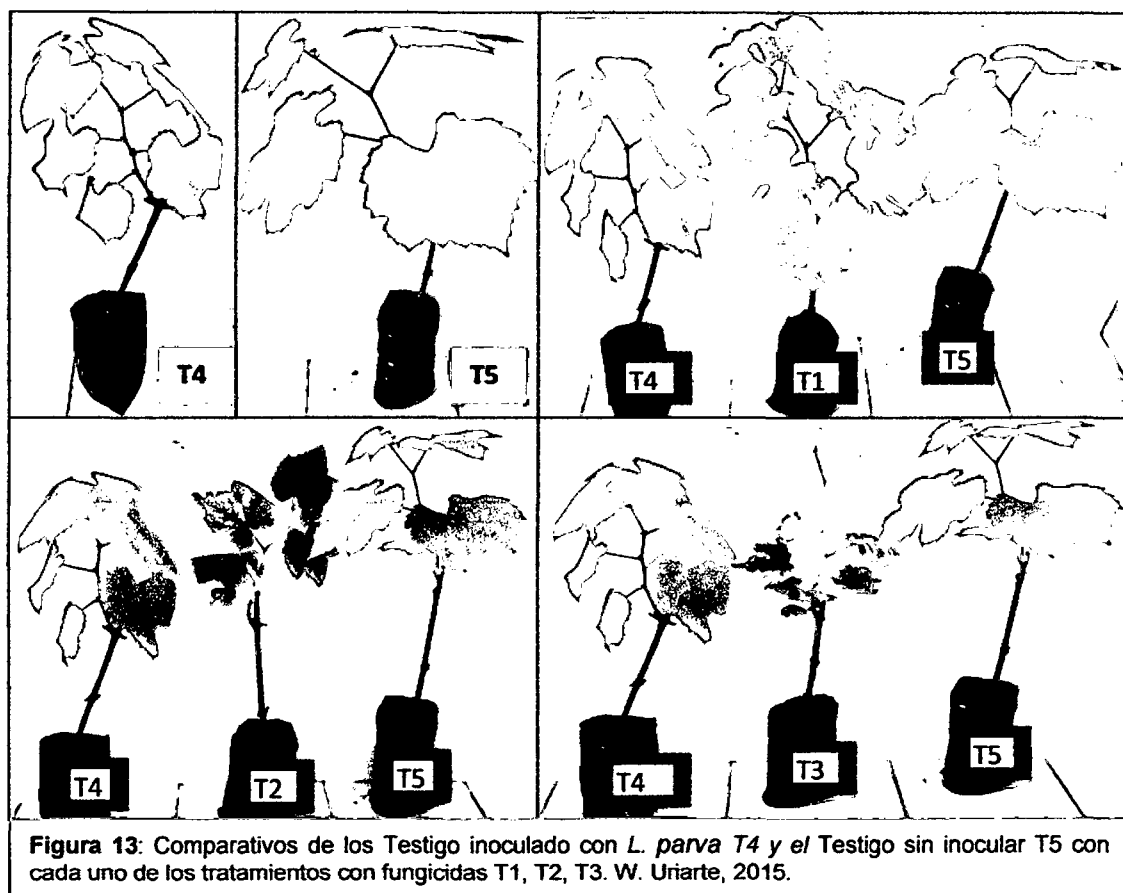 T4
T5
T4
T1
T5
T4
T2
T5
T4
T3
T5
Figura 13: Comparativos de los Testigo inoculado con L. parva T4 y el Testigo sin inocular T5 con
cada uno de los tratamientos con fungicidas T1, T2, T3. W. Uriarte, 2015.